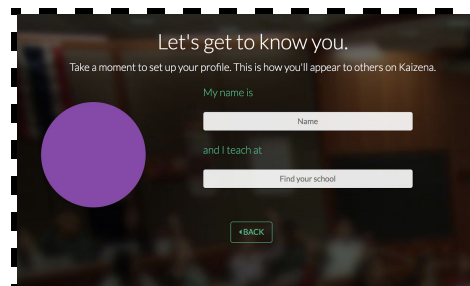 Let's get to know you.
Take a moment to set up your profile. This is how you'll appear to others on Kaizena.
My name is
Name
and I teach at
Find your school
BACK